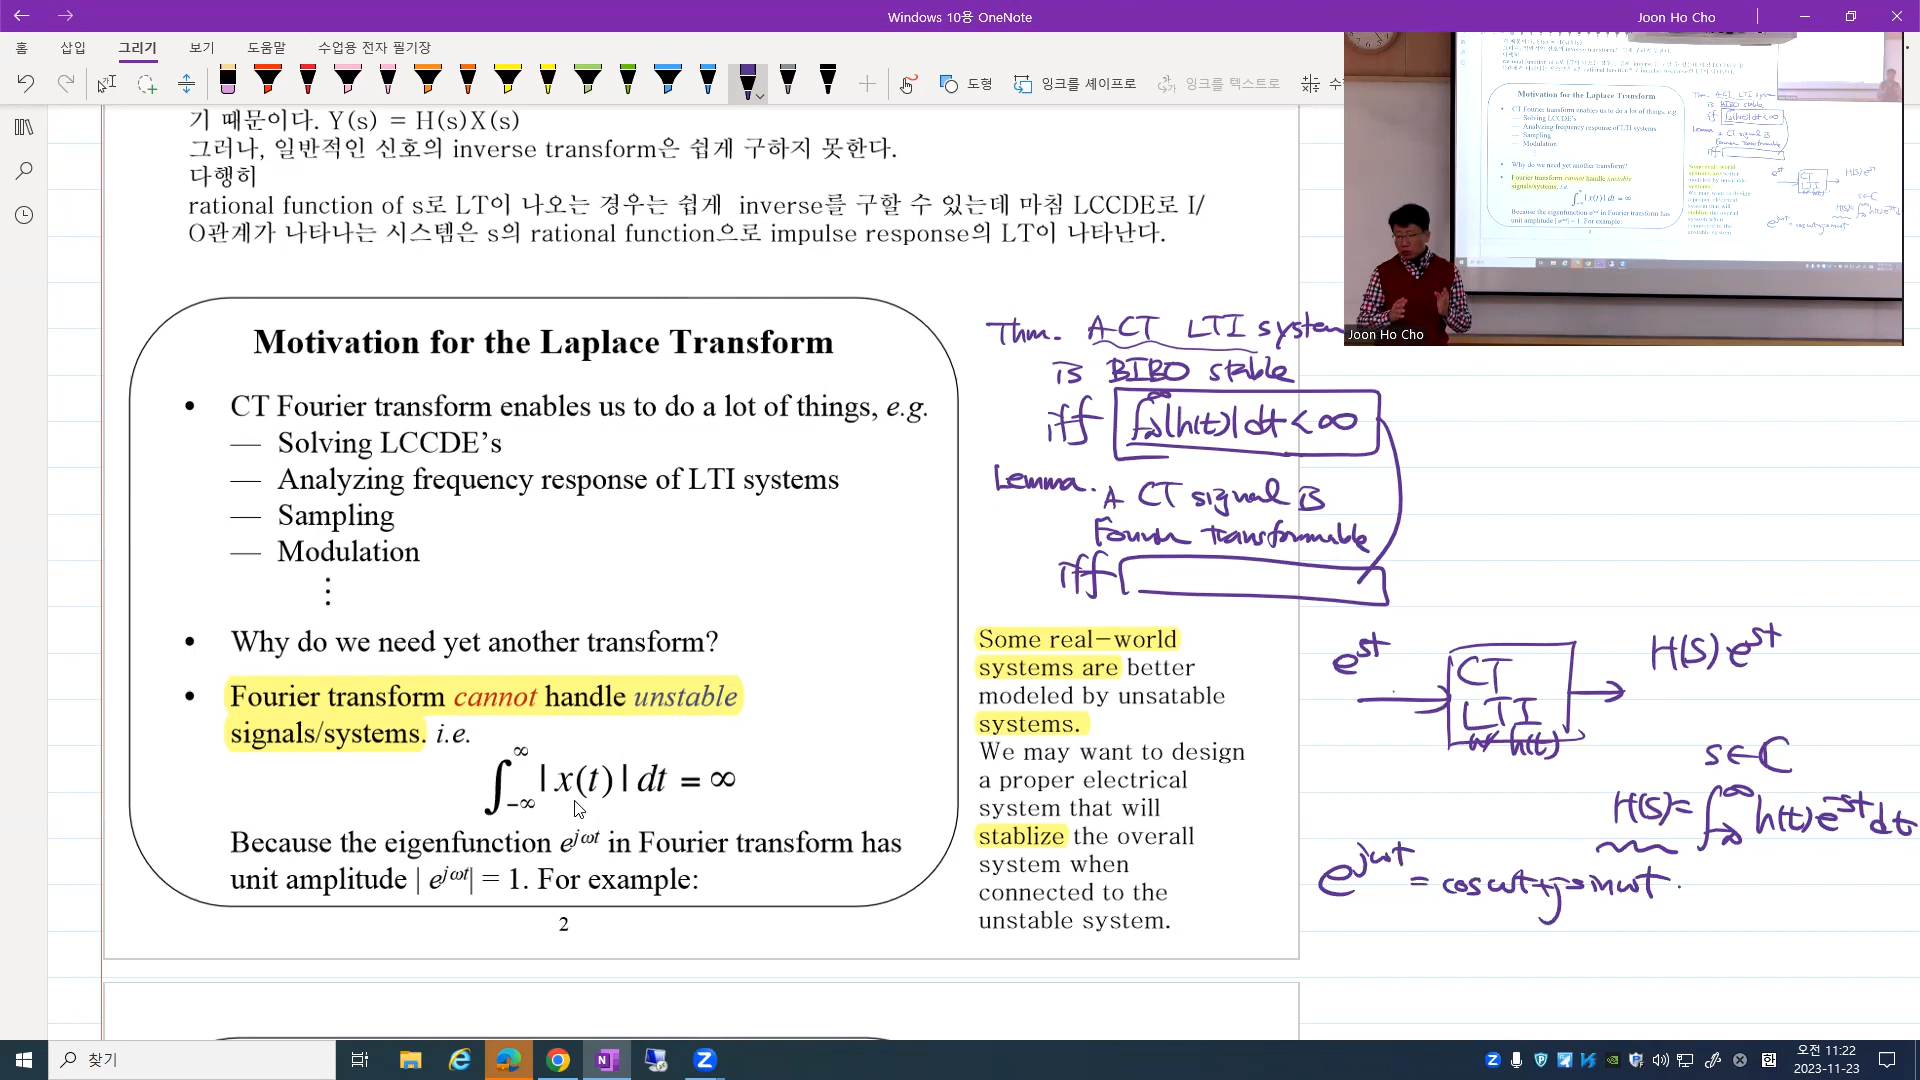 Windows 10용 OneNote
Joon Ho Cho
홈 삽입 그리기 보기 도움말 수업용 전자 필기장
도형 잉크를 셰이프로 잉크를 텍스트로
기 때문이다. Y(s) = H(s)X(s)
그러나, 일반적인 신호의 inverse transform은 쉽게 구하지 못한다.
다행히
rational function of s로 LT이 나오는 경우는 쉽게 inverse를 구할 수 있는데 마침 LCCDE로 I/
O관계가 나타나는 시스템은 s의 rational function으로 impulse response의 LT이 나타난다.
Motivation for the Laplace Transform
• CT Fourier transform enables us to do a lot of things, e.g.
— Solving LCCDE's
— Analyzing frequency response of LTI systems
— Sampling
— Modulation
⋮
• Why do we need yet another transform?
• Fourier transform cannot handle unstable
signals/systems. i.e.
∫_{-∞}^{∞} | x(t) | dt = ∞
Because the eigenfunction e^{jωt} in Fourier transform has
unit amplitude | e^{jωt}| = 1. For example:
2
Thm. A CT LTI system
is BIBO stable
iff ∫_{-∞}^{∞} |h(t)| dt < ∞
Lemma. A CT signal is
Fourier transformable
iff
Some real-world
systems are better
modeled by unsatable
systems.
We may want to design
a proper electrical
system that will
stablize the overall
system when
connected to the
unstable system.
e^{st}
CT
LTI
w/ h(t)
H(s) e^{st}
s ∈ C
H(s) = ∫_{-∞}^{∞} h(t) e^{-st} dt
e^{jωt} = cos ωt + j sin ωt.
Joon Ho Cho
찾기
오전 11:22
2023-11-23